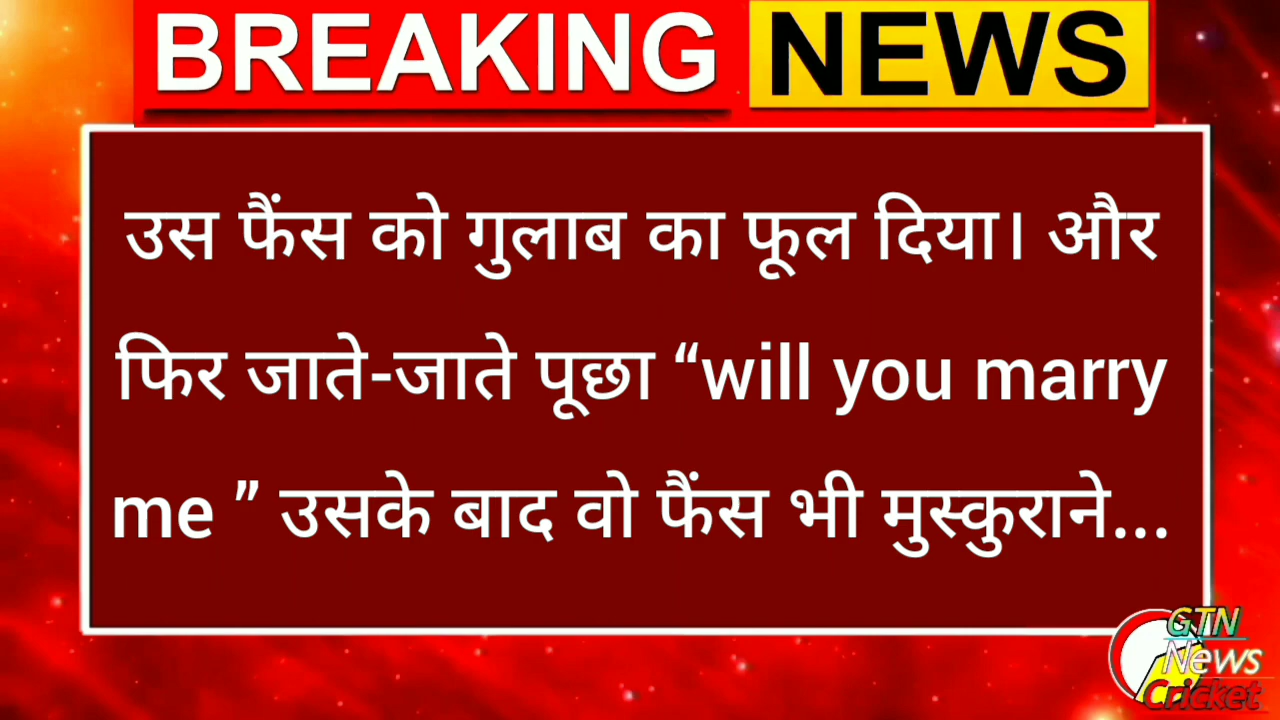 BREAKING NEWS
उस फैंस को गुलाब का फूल दिया। और
फिर जाते-जाते पूछा “will you marry
me ” उसके बाद वो फैंस भी मुस्कुराने...
GTN
News
Cricket